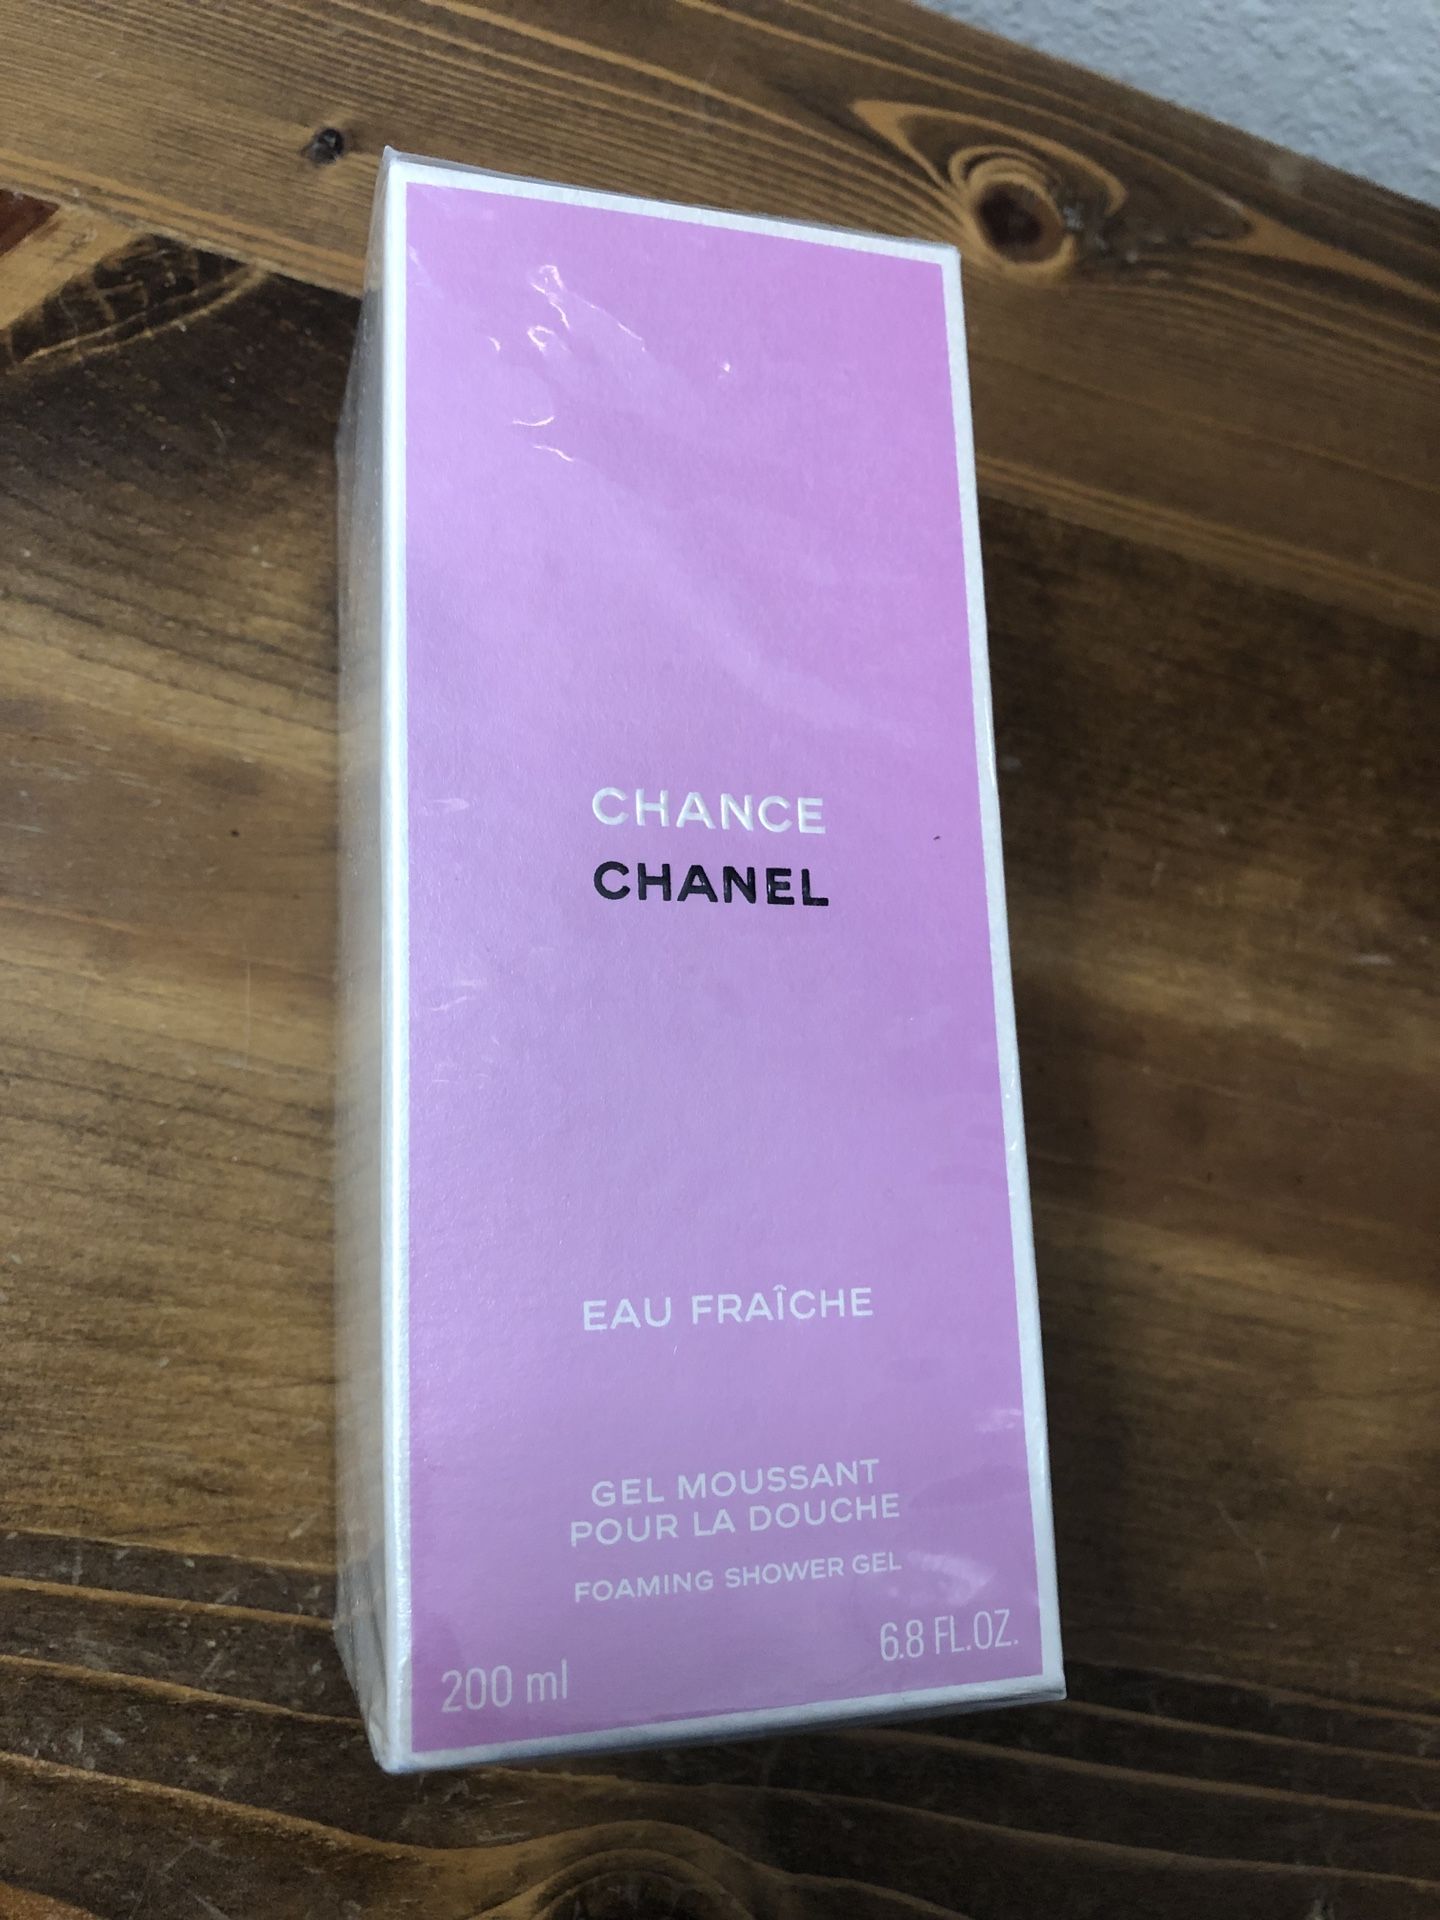 CHANCE
CHANEL
EAU FRAÎCHE
GEL MOUSSANT
POUR LA DOUCHE
FOAMING SHOWER GEL
200 ml 6.8 FL.OZ.